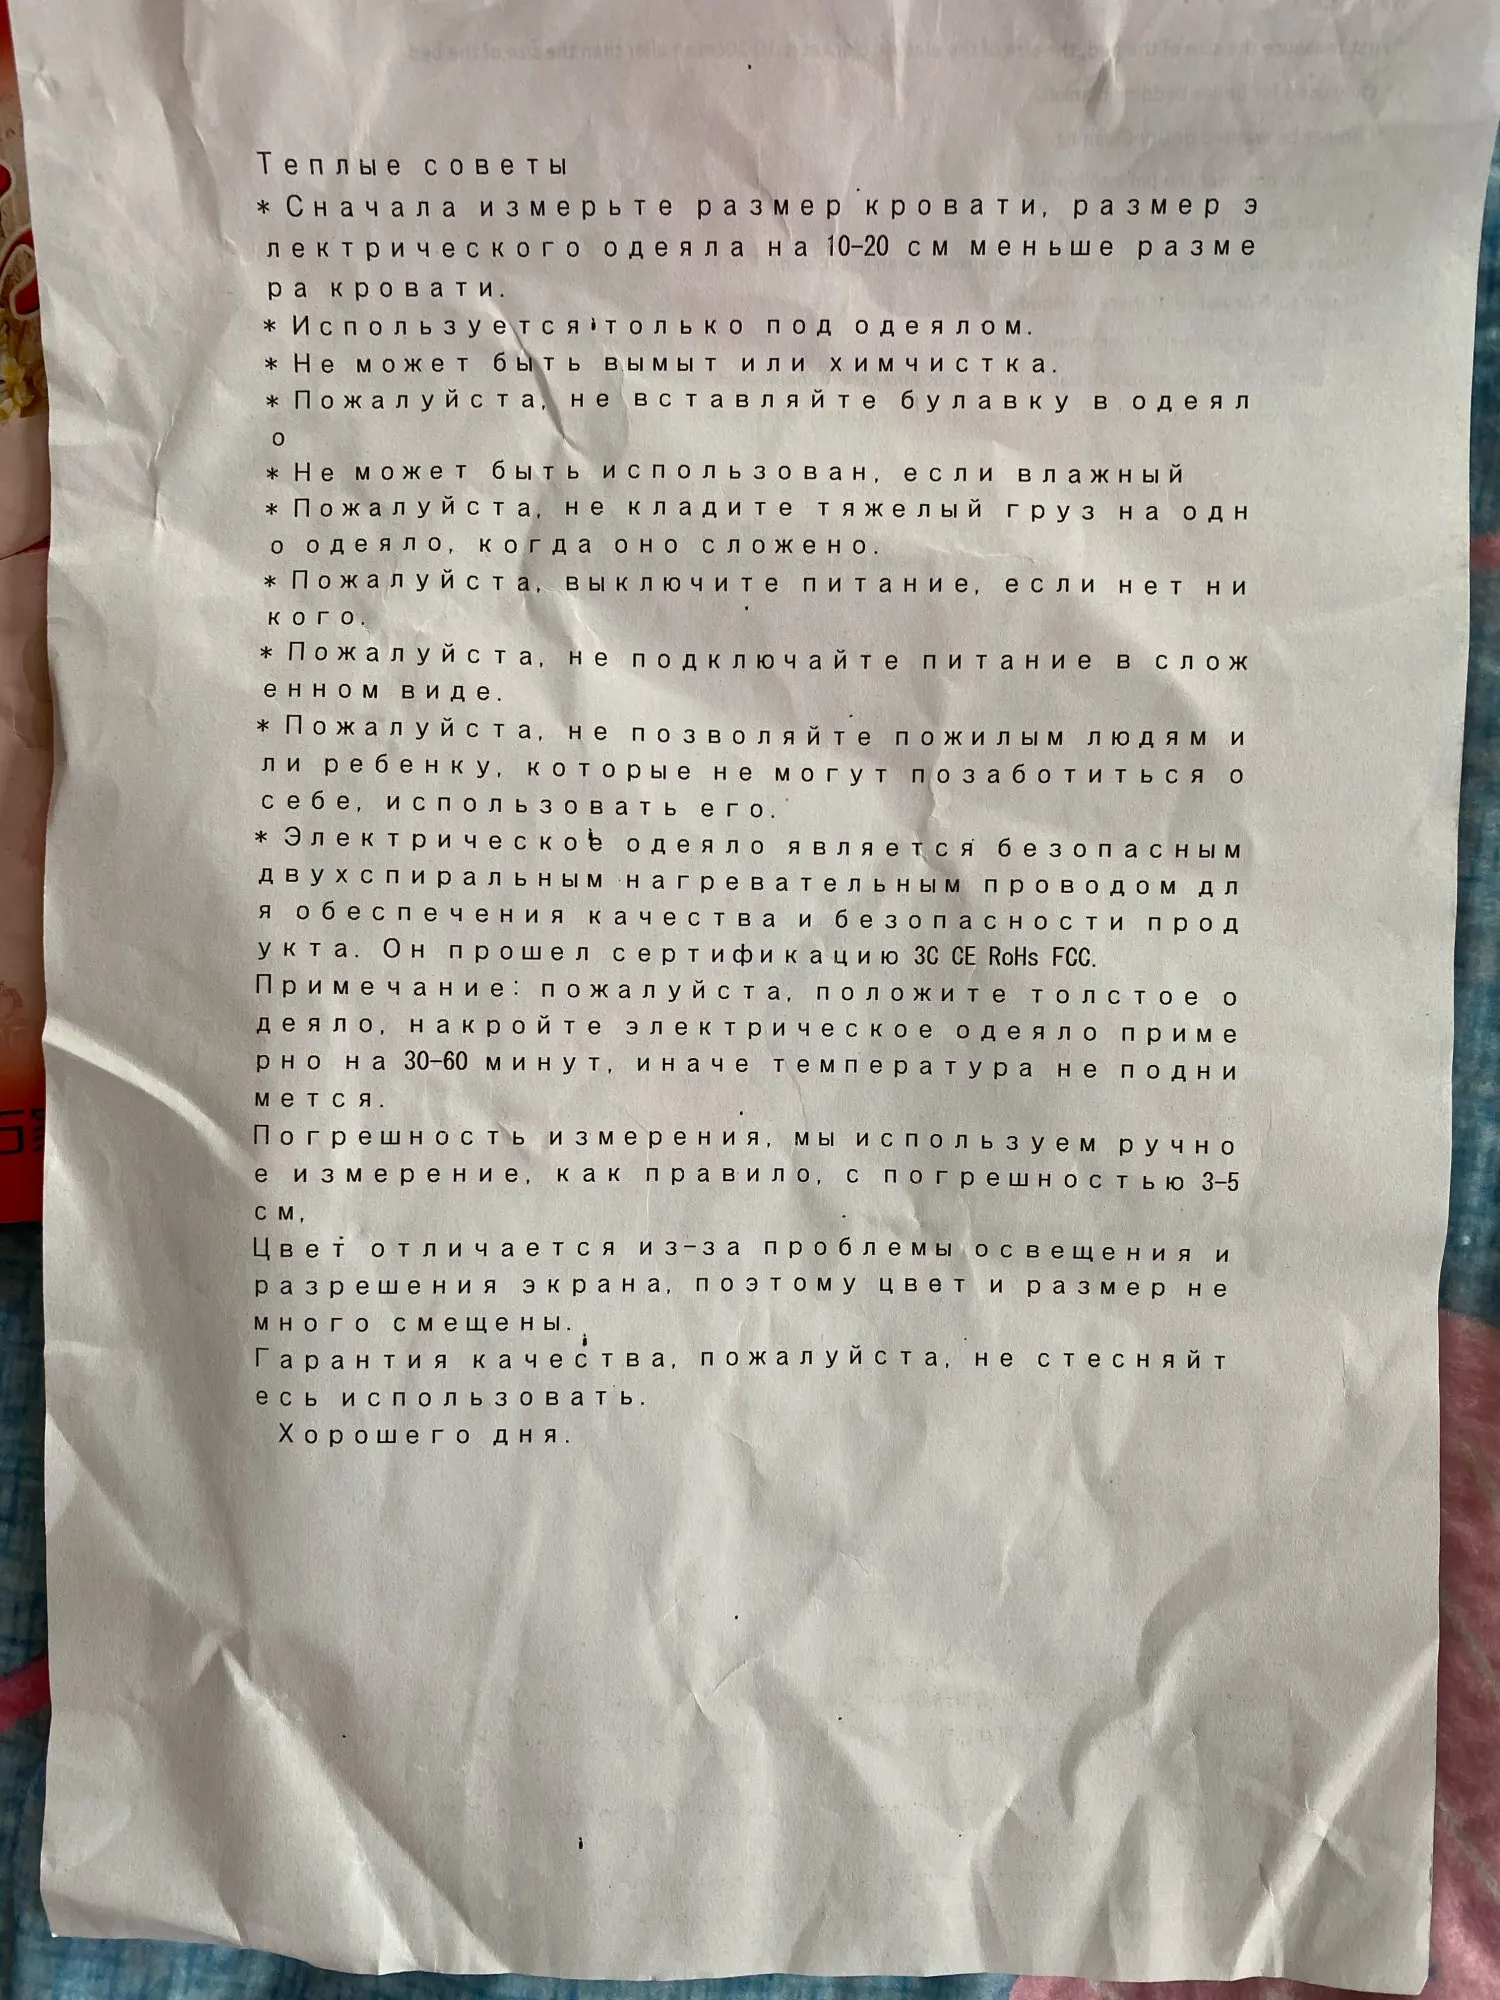 Теплые советы
* Сначала измерьте размер кровати, размер э
лектрического одеяла на 10-20 см меньше разме
ра кровати.
* Используется только под одеялом.
* Не может быть вымыт или химчистка.
* Пожалуйста, не вставляйте булавку в одеял
о
* Не может быть использован, если влажный
* Пожалуйста, не кладите тяжелый груз на одн
о одеяло, когда оно сложено.
* Пожалуйста, выключите питание, если нет ни
кого.
* Пожалуйста, не подключайте питание в слож
енном виде.
* Пожалуйста, не позволяйте пожилым людям и
ли ребенку, которые не могут позаботиться о
себе, использовать его.
* Электрическое одеяло является безопасным
двухспиральным нагревательным проводом дл
я обеспечения качества и безопасности прод
укта. Он прошел сертификацию 3C CE RoHs FCC.
Примечание: пожалуйста, положите толстое о
деяло, накройте электрическое одеяло приме
рно на 30-60 минут, иначе температура не подни
мется.
Погрешность измерения, мы используем ручно
е измерение, как правило, с погрешностью 3-5
см,
Цвет отличается из-за проблемы освещения и
разрешения экрана, поэтому цвет и размер не
много смещены.
Гарантия качества, пожалуйста, не стесняйт
есь использовать.
Хорошего дня.